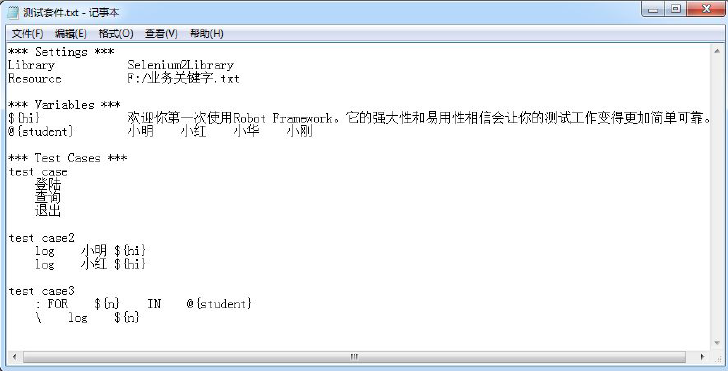 测试套件.txt - 记事本
文件(F) 编辑(E) 格式(O) 查看(V) 帮助(H)
*** Settings ***
Library Selenium2Library
Resource F:/业务关键字.txt
*** Variables ***
${hi} 欢迎你第一次使用Robot Framework。它的强大性和易用性相信会让你的测试工作变得更加简单可靠。
@{student} 小明 小红 小华 小刚
*** Test Cases ***
test case
登陆
查询
退出
test case2
log 小明 ${hi}
log 小红 ${hi}
test case3
: FOR ${n} IN @{student}
\ log ${n}